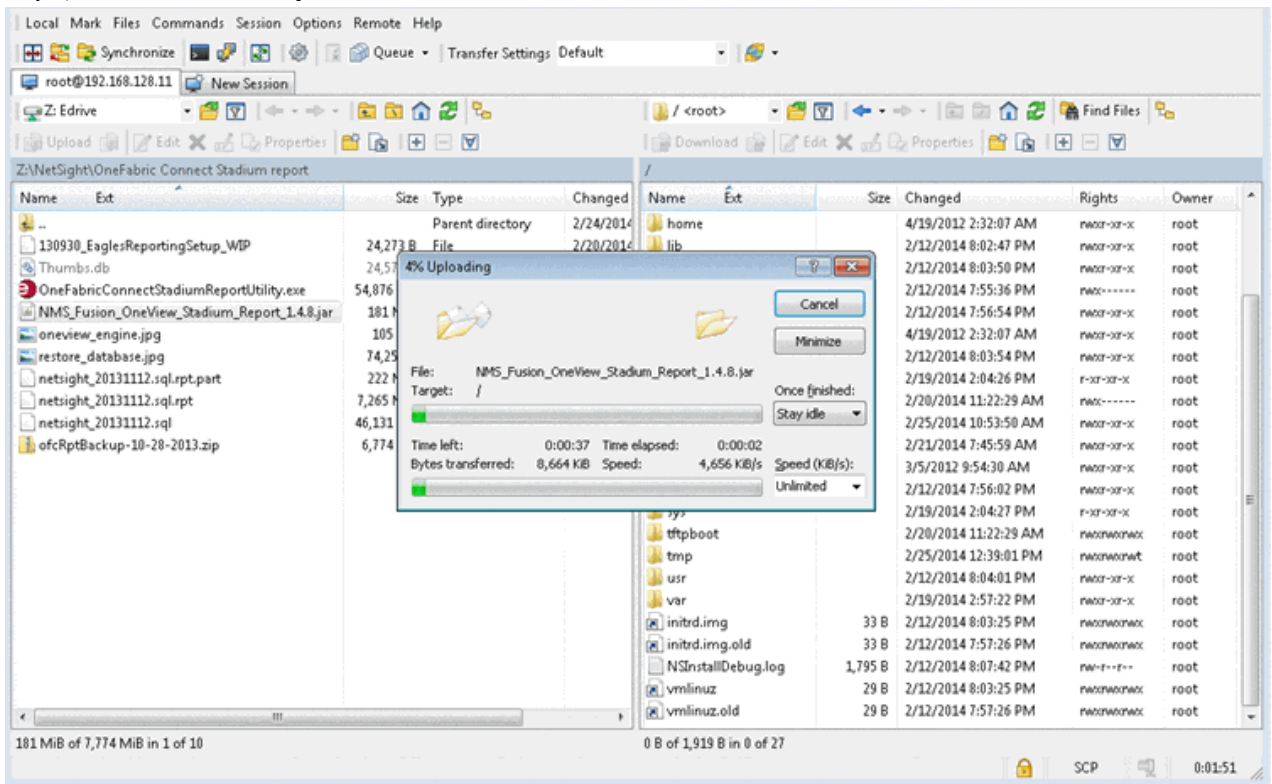 Local Mark Files Commands Session Options Remote Help
Synchronize Queue Transfer Settings Default
root@192.168.128.11 New Session
Z: Edrive / <root> Find Files
Upload Edit Properties Download Edit Properties
Z:\NetSight\OneFabric Connect Stadium report /
Name Ext Size Type Changed Name Ext Size Changed Rights Owner
.. Parent directory 2/24/2014 home 4/19/2012 2:32:07 AM rwxr-xr-x root
130930_EaglesReportingSetup_WIP 24,273 B File 2/20/2014 lib 2/12/2014 8:02:47 PM rwxr-xr-x root
Thumbs.db 24,57 2/12/2014 8:03:50 PM rwxr-xr-x root
OneFabricConnectStadiumReportUtility.exe 54,876 2/12/2014 7:55:36 PM rwx------ root
NMS_Fusion_OneView_Stadium_Report_1.4.8.jar 181 M 2/12/2014 7:56:54 PM rwxr-xr-x root
oneview_engine.jpg 105 4/19/2012 2:32:07 AM rwxr-xr-x root
restore_database.jpg 74,25 2/12/2014 8:03:54 PM rwxr-xr-x root
netsight_20131112.sql.rpt.part 222 M 2/19/2014 2:04:26 PM r-xr-xr-x root
netsight_20131112.sql.rpt 7,265 M 2/20/2014 11:22:29 AM rwx------ root
netsight_20131112.sql 46,131 2/25/2014 10:53:50 AM rwxr-xr-x root
ofcRptBackup-10-28-2013.zip 6,774 2/21/2014 7:45:59 AM rwxr-xr-x root
3/5/2012 9:54:30 AM rwxr-xr-x root
2/12/2014 7:56:02 PM rwxr-xr-x root
sys 2/19/2014 2:04:27 PM r-xr-xr-x root
tftpboot 2/20/2014 11:22:29 AM rwxrwxrwx root
tmp 2/25/2014 12:39:01 PM rwxrwxrwt root
usr 2/12/2014 8:04:01 PM rwxr-xr-x root
var 2/19/2014 2:57:22 PM rwxr-xr-x root
initrd.img 33 B 2/12/2014 8:03:25 PM rwxrwxrwx root
initrd.img.old 33 B 2/12/2014 7:57:26 PM rwxrwxrwx root
NSInstallDebug.log 1,795 B 2/12/2014 8:07:42 PM rw-r--r-- root
vmlinuz 29 B 2/12/2014 8:03:25 PM rwxrwxrwx root
vmlinuz.old 29 B 2/12/2014 7:57:26 PM rwxrwxrwx root
4% Uploading
Cancel
Minimize
File: NMS_Fusion_OneView_Stadium_Report_1.4.8.jar
Target: / Once finished:
Stay idle
Time left: 0:00:37 Time elapsed: 0:00:02
Bytes transferred: 8,664 KiB Speed: 4,656 KiB/s Speed (KiB/s):
Unlimited
181 MiB of 7,774 MiB in 1 of 10 0 B of 1,919 B in 0 of 27
SCP 0:01:51